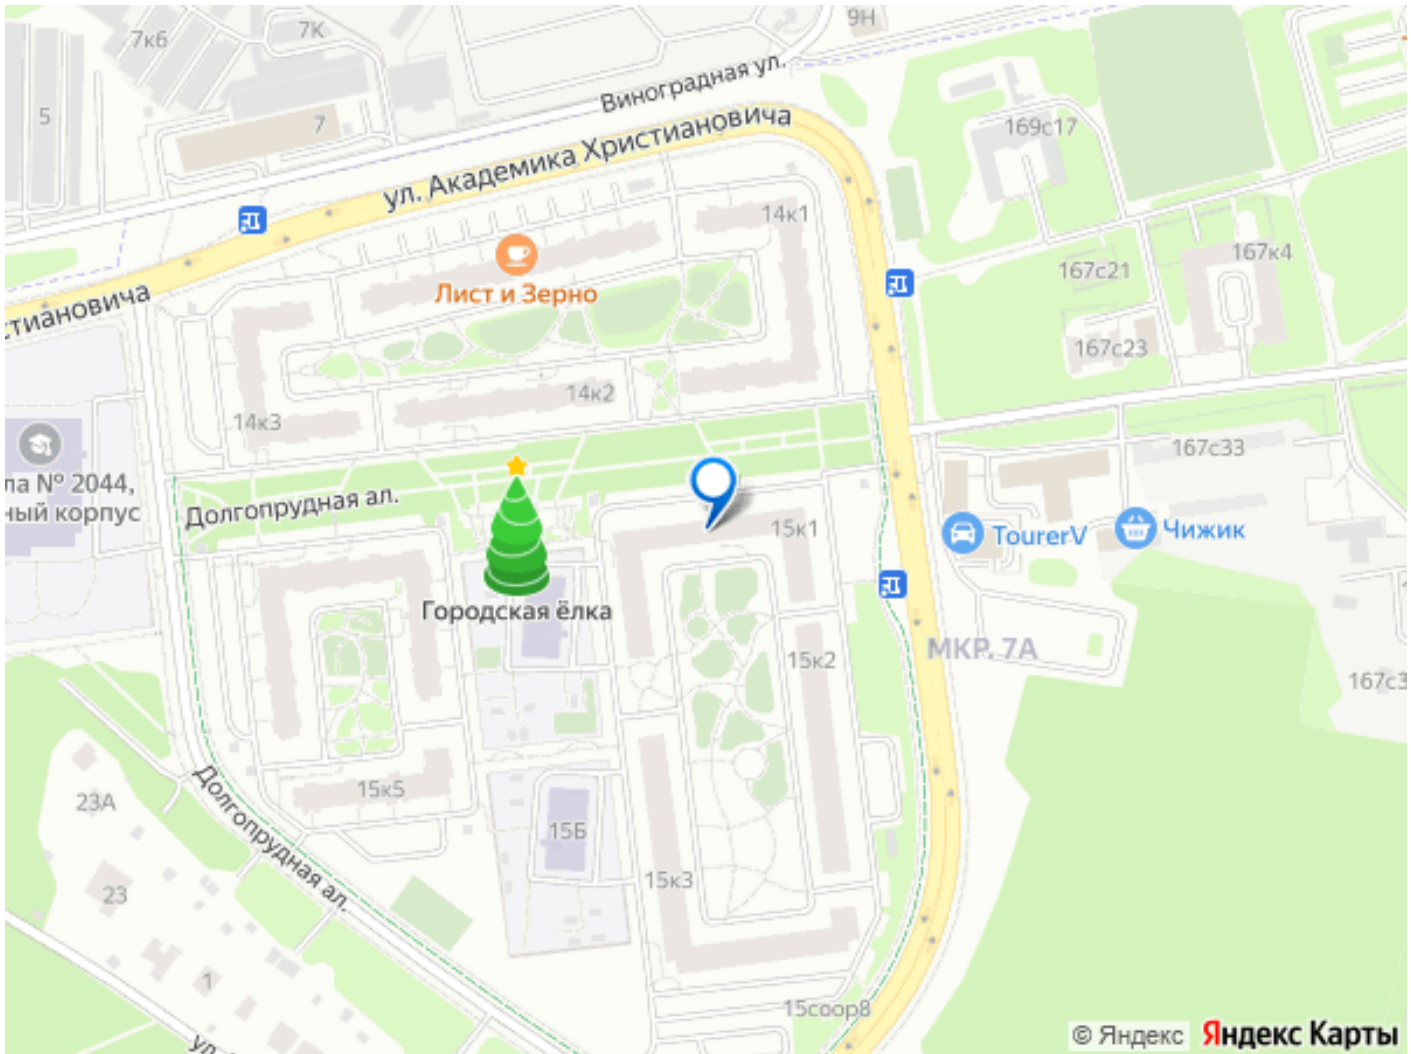 7к6
7К
9Н
5
7
Виноградная ул.
ул. Академика Христиановича
169с17
14к1
167к4
167с21
Лист и Зерно
стиановича
167с23
14к2
14к3
167с33
ла № 2044,
ный корпус
Долгопрудная ал.
15к1
TourerV
Чижик
Городская ёлка
МКР. 7А
15к2
167с3
15к5
23А
Долгопрудная ал.
15Б
15к3
23
1
15соор8
ул.
© Яндекс
Яндекс Карты